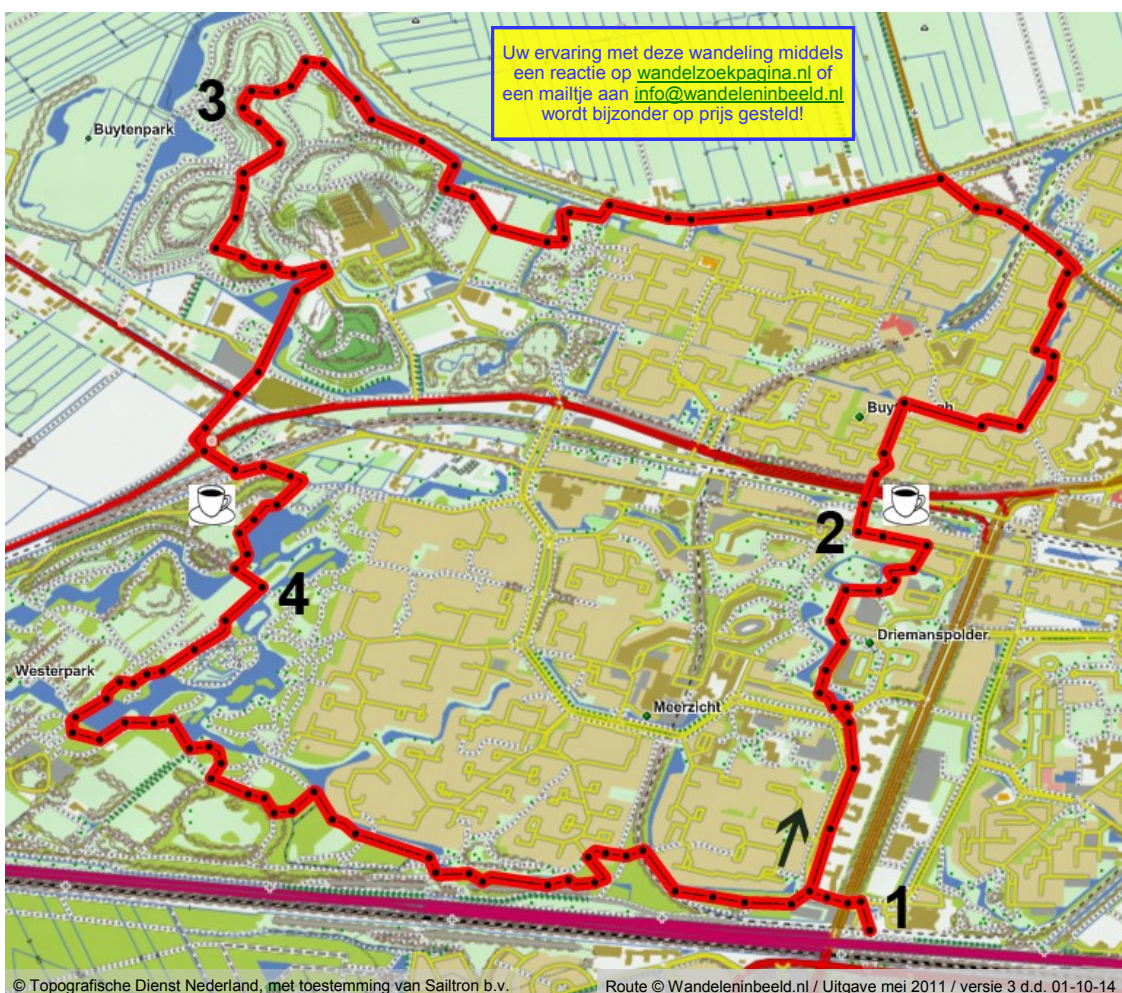 Uw ervaring met deze wandeling middels
een reactie op wandelzoekpagina.nl of
een mailtje aan info@wandeleninbeeld.nl
wordt bijzonder op prijs gesteld!
3
Buytenpark
2
4
Driemanspolder
Westerpark
Meerzicht
1
© Topografische Dienst Nederland, met toestemming van Sailtron b.v.
Route © Wandeleninbeeld.nl / Uitgave mei 2011 / versie 3 d.d. 01-10-14